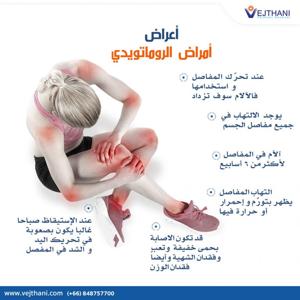 VEJTHANI
أعراض
أمراض الروماتويدي
عند تحرّك المفاصل
و استخدامها
فالآلام سوف تزداد
يوجد الالتهاب في
جميع مفاصل الجسم
آلام في المفاصل
لأكثر من ٦ أسابيع
التهاب المفاصل
يظهر بتورّم و إحمرار
أو حرارة فيها
قد تكون الاصابة
بحمى خفيفة وتعب
وفقدان الشهية وأيضا
فقدان الوزن
عند الإستيقاظ صباحا
غالبا يكون بصعوبة
في تحريك اليد
و الشد في المفصل
www.vejthani.com (+66) 848757700